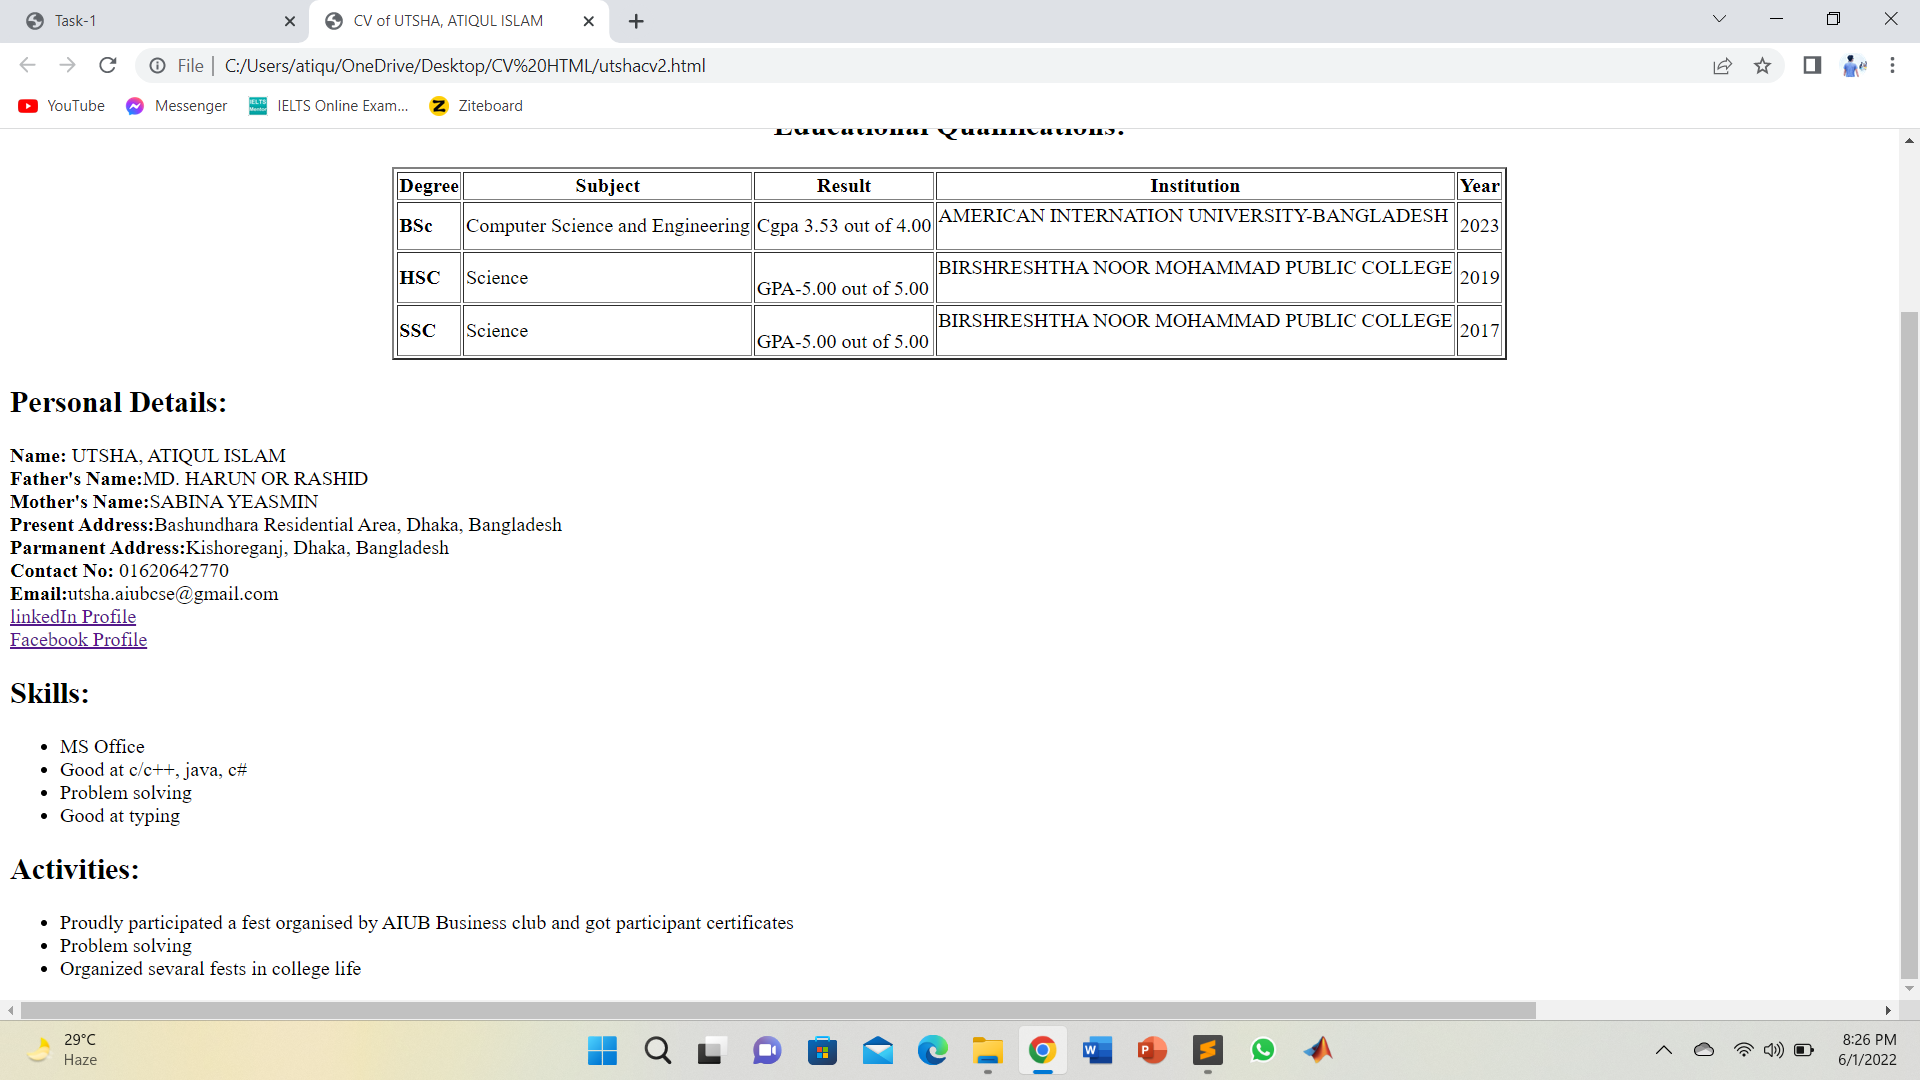 Task-1
CV of UTSHA, ATIQUL ISLAM
File
C:/Users/atiqu/OneDrive/Desktop/CV%20HTML/utshacv2.html
YouTube
Messenger
IELTS Online Exam...
Ziteboard
Educational Qualifications:
Degree Subject Result Institution Year
BSc Computer Science and Engineering Cgpa 3.53 out of 4.00 AMERICAN INTERNATION UNIVERSITY-BANGLADESH 2023
HSC Science GPA-5.00 out of 5.00 BIRSHRESHTHA NOOR MOHAMMAD PUBLIC COLLEGE 2019
SSC Science GPA-5.00 out of 5.00 BIRSHRESHTHA NOOR MOHAMMAD PUBLIC COLLEGE 2017
Personal Details:
Name: UTSHA, ATIQUL ISLAM
Father's Name:MD. HARUN OR RASHID
Mother's Name:SABINA YEASMIN
Present Address:Bashundhara Residential Area, Dhaka, Bangladesh
Parmanent Address:Kishoreganj, Dhaka, Bangladesh
Contact No: 01620642770
Email:utsha.aiubcse@gmail.com
linkedIn Profile
Facebook Profile
Skills:
MS Office
Good at c/c++, java, c#
Problem solving
Good at typing
Activities:
Proudly participated a fest organised by AIUB Business club and got participant certificates
Problem solving
Organized sevaral fests in college life
29°C
Haze
8:26 PM
6/1/2022